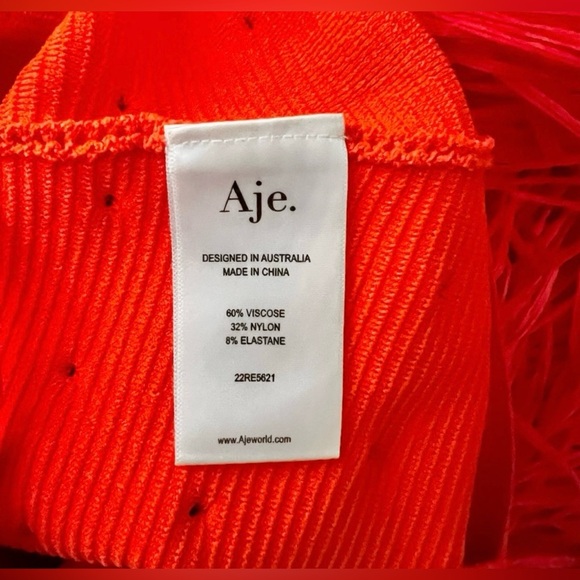 Aje.
DESIGNED IN AUSTRALIA
MADE IN CHINA
60% VISCOSE
32% NYLON
8% ELASTANE
22RE5621
www.Ajeworld.com